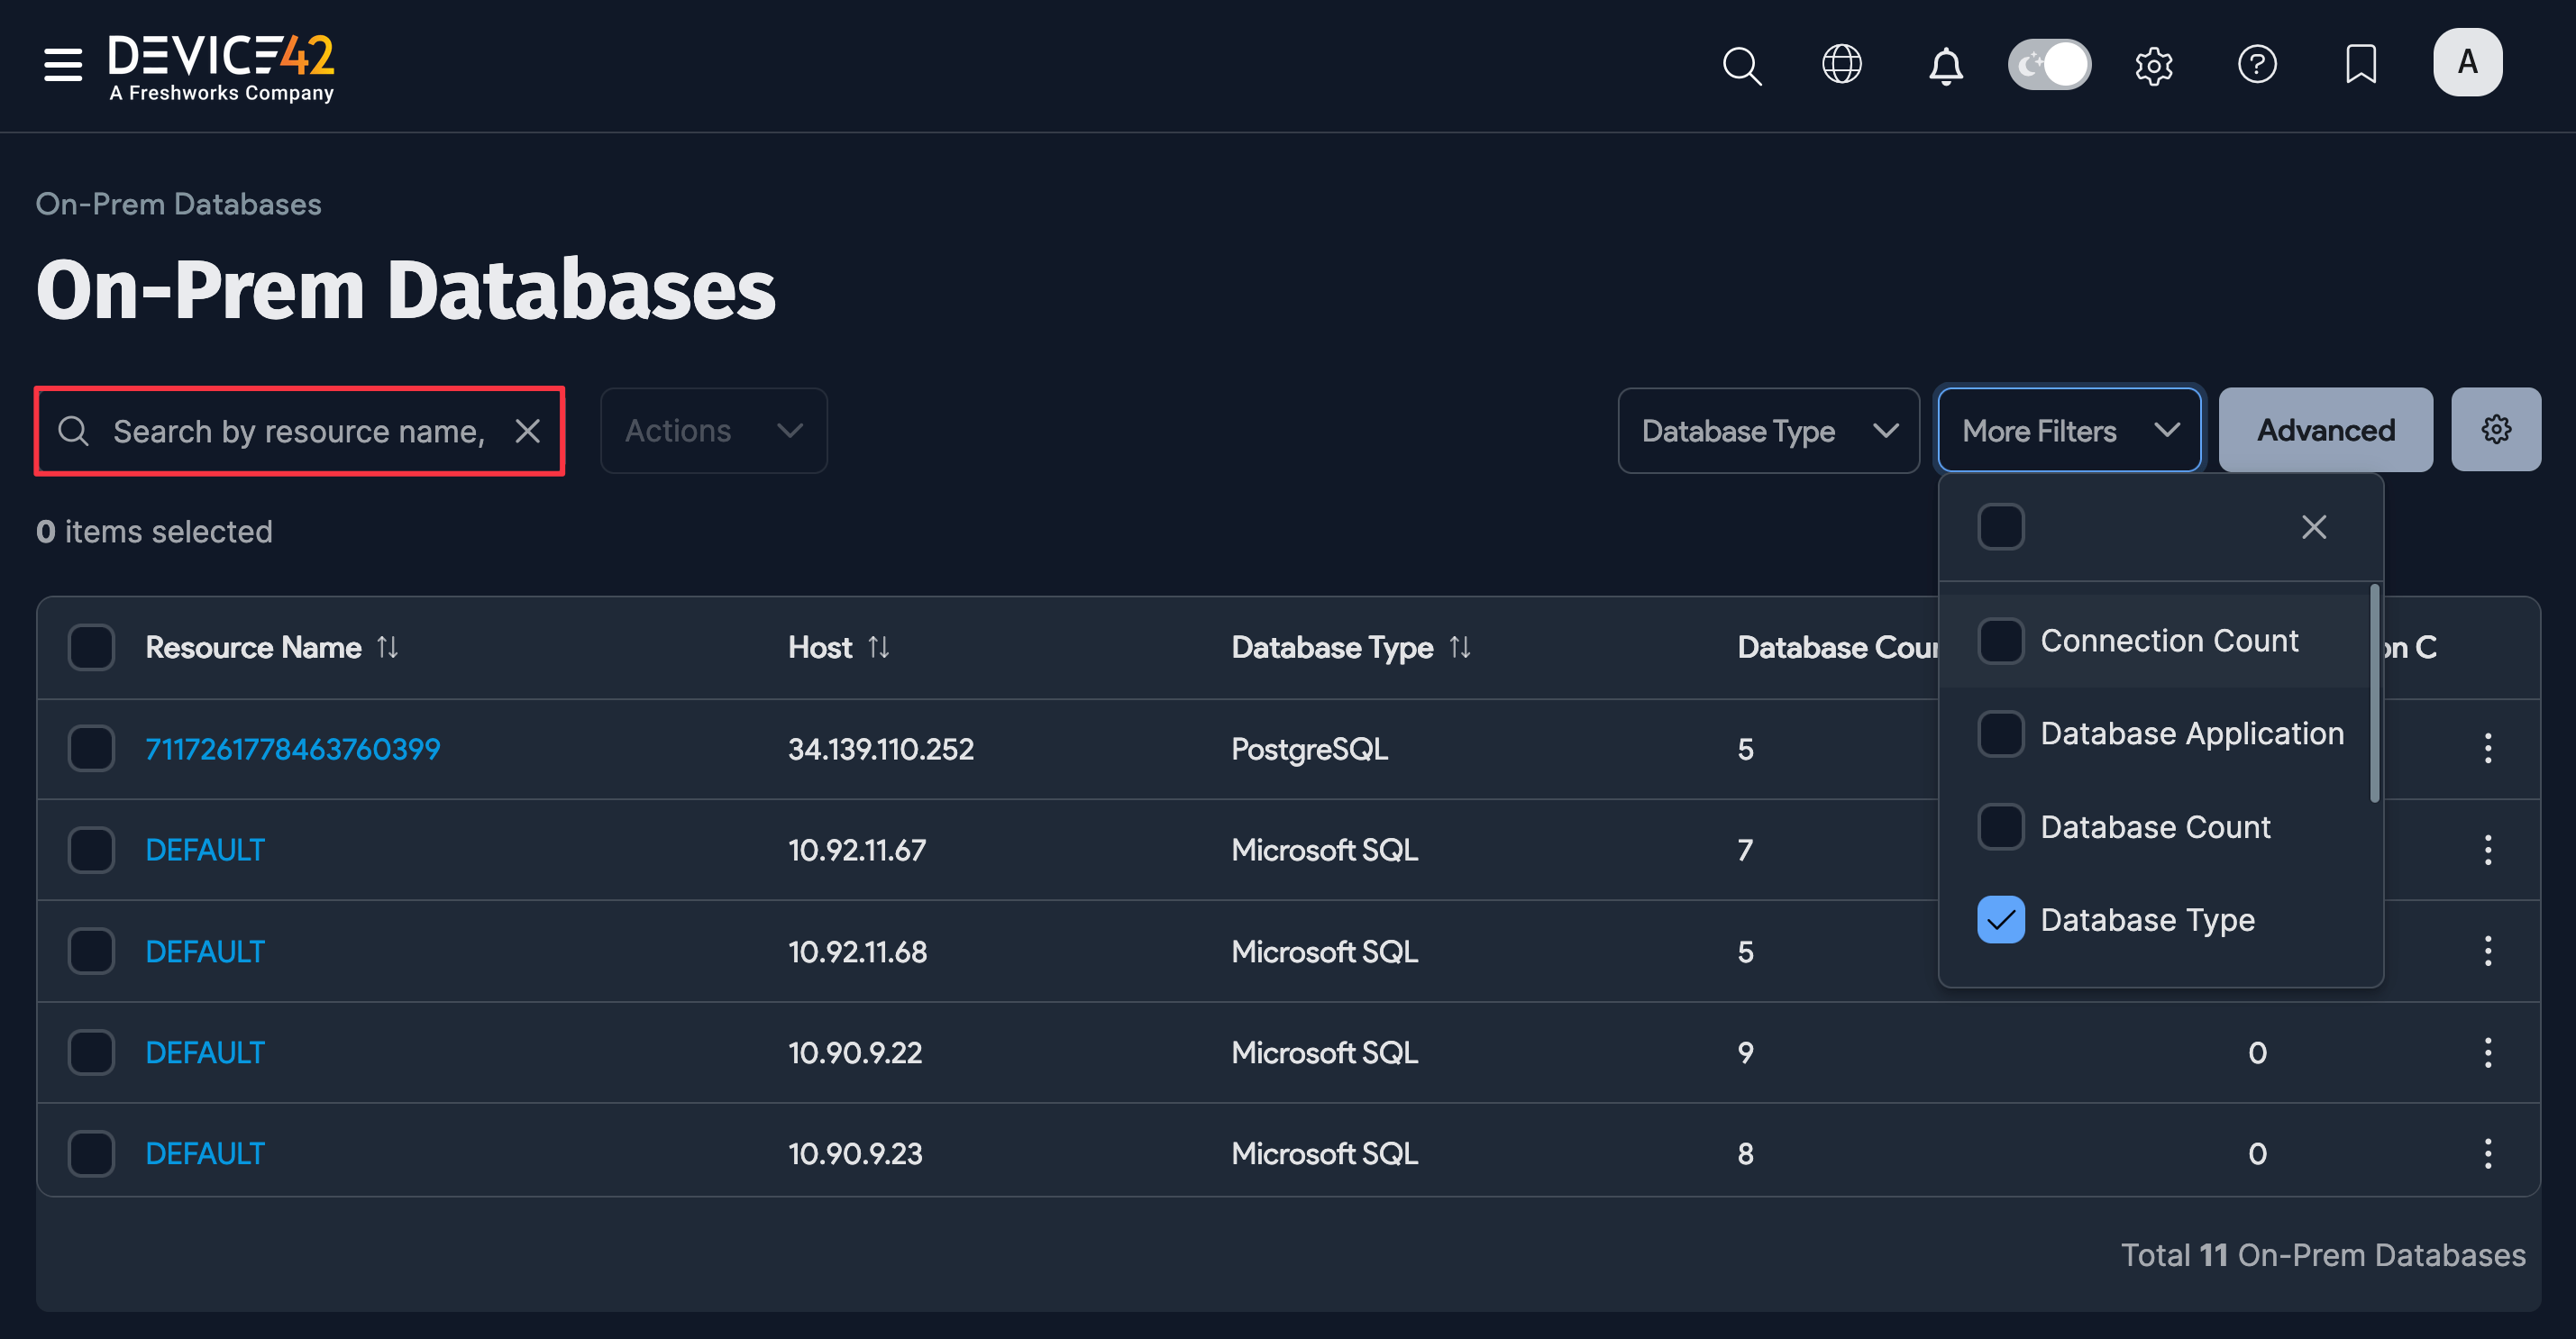 DEVICE42
A Freshworks Company
A
On-Prem Databases
On-Prem Databases
Search by resource name,
Actions
Database Type
More Filters
Advanced
0 items selected
Resource Name
Host
Database Type
Database Coun
on C
7117261778463760399
34.139.110.252
PostgreSQL
5
DEFAULT
10.92.11.67
Microsoft SQL
7
DEFAULT
10.92.11.68
Microsoft SQL
5
DEFAULT
10.90.9.22
Microsoft SQL
9
0
DEFAULT
10.90.9.23
Microsoft SQL
8
0
Connection Count
Database Application
Database Count
Database Type
Total 11 On-Prem Databases